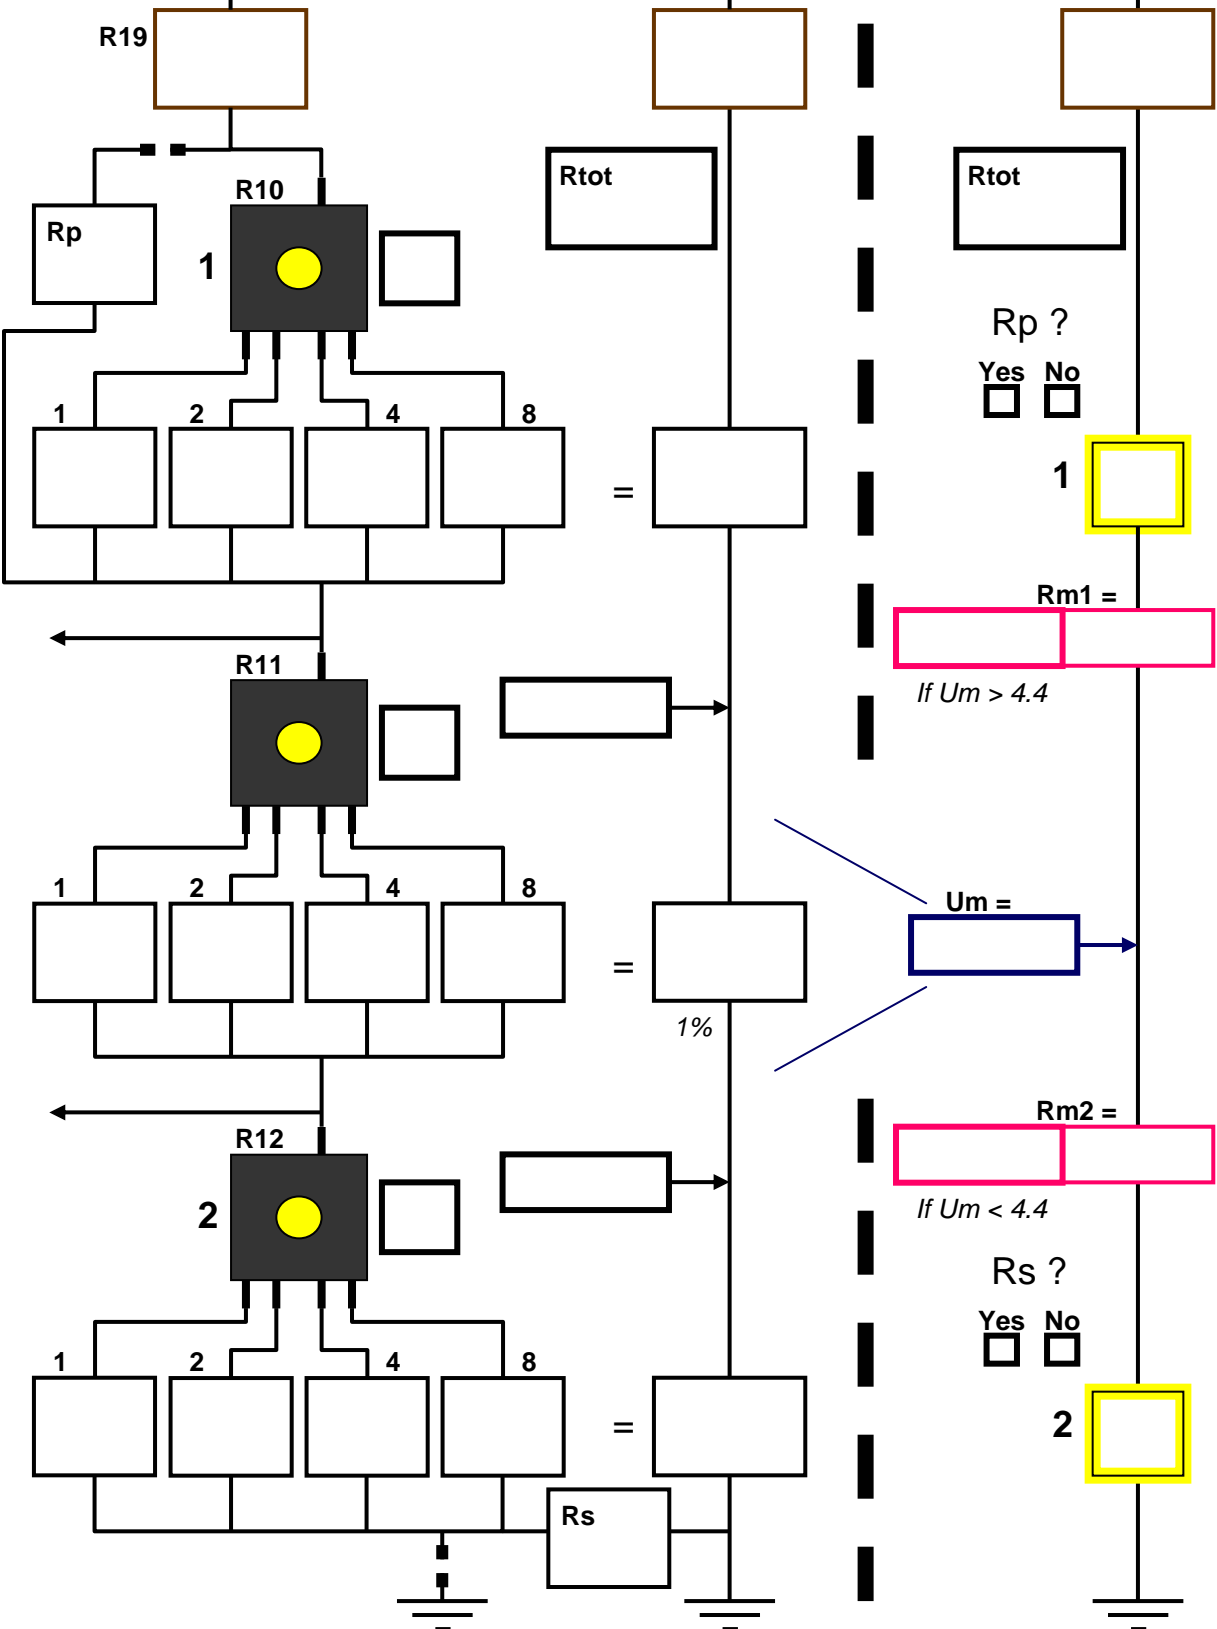 R19
Rtot
Rtot
R10
Rp
1
Rp ?
Yes No
1 2 4 8
1
=
Rm1 =
R11
If Um > 4.4
1 2 4 8
Um =
=
1%
Rm2 =
R12
2
If Um < 4.4
Rs ?
Yes No
1 2 4 8
2
=
Rs